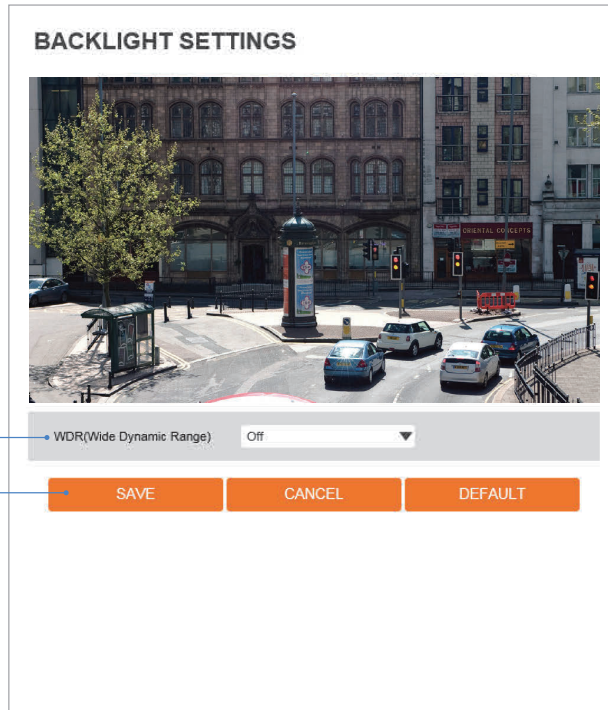 BACKLIGHT SETTINGS
ORIENTAL CONCEPTS
WDR(Wide Dynamic Range) Off
SAVE CANCEL DEFAULT